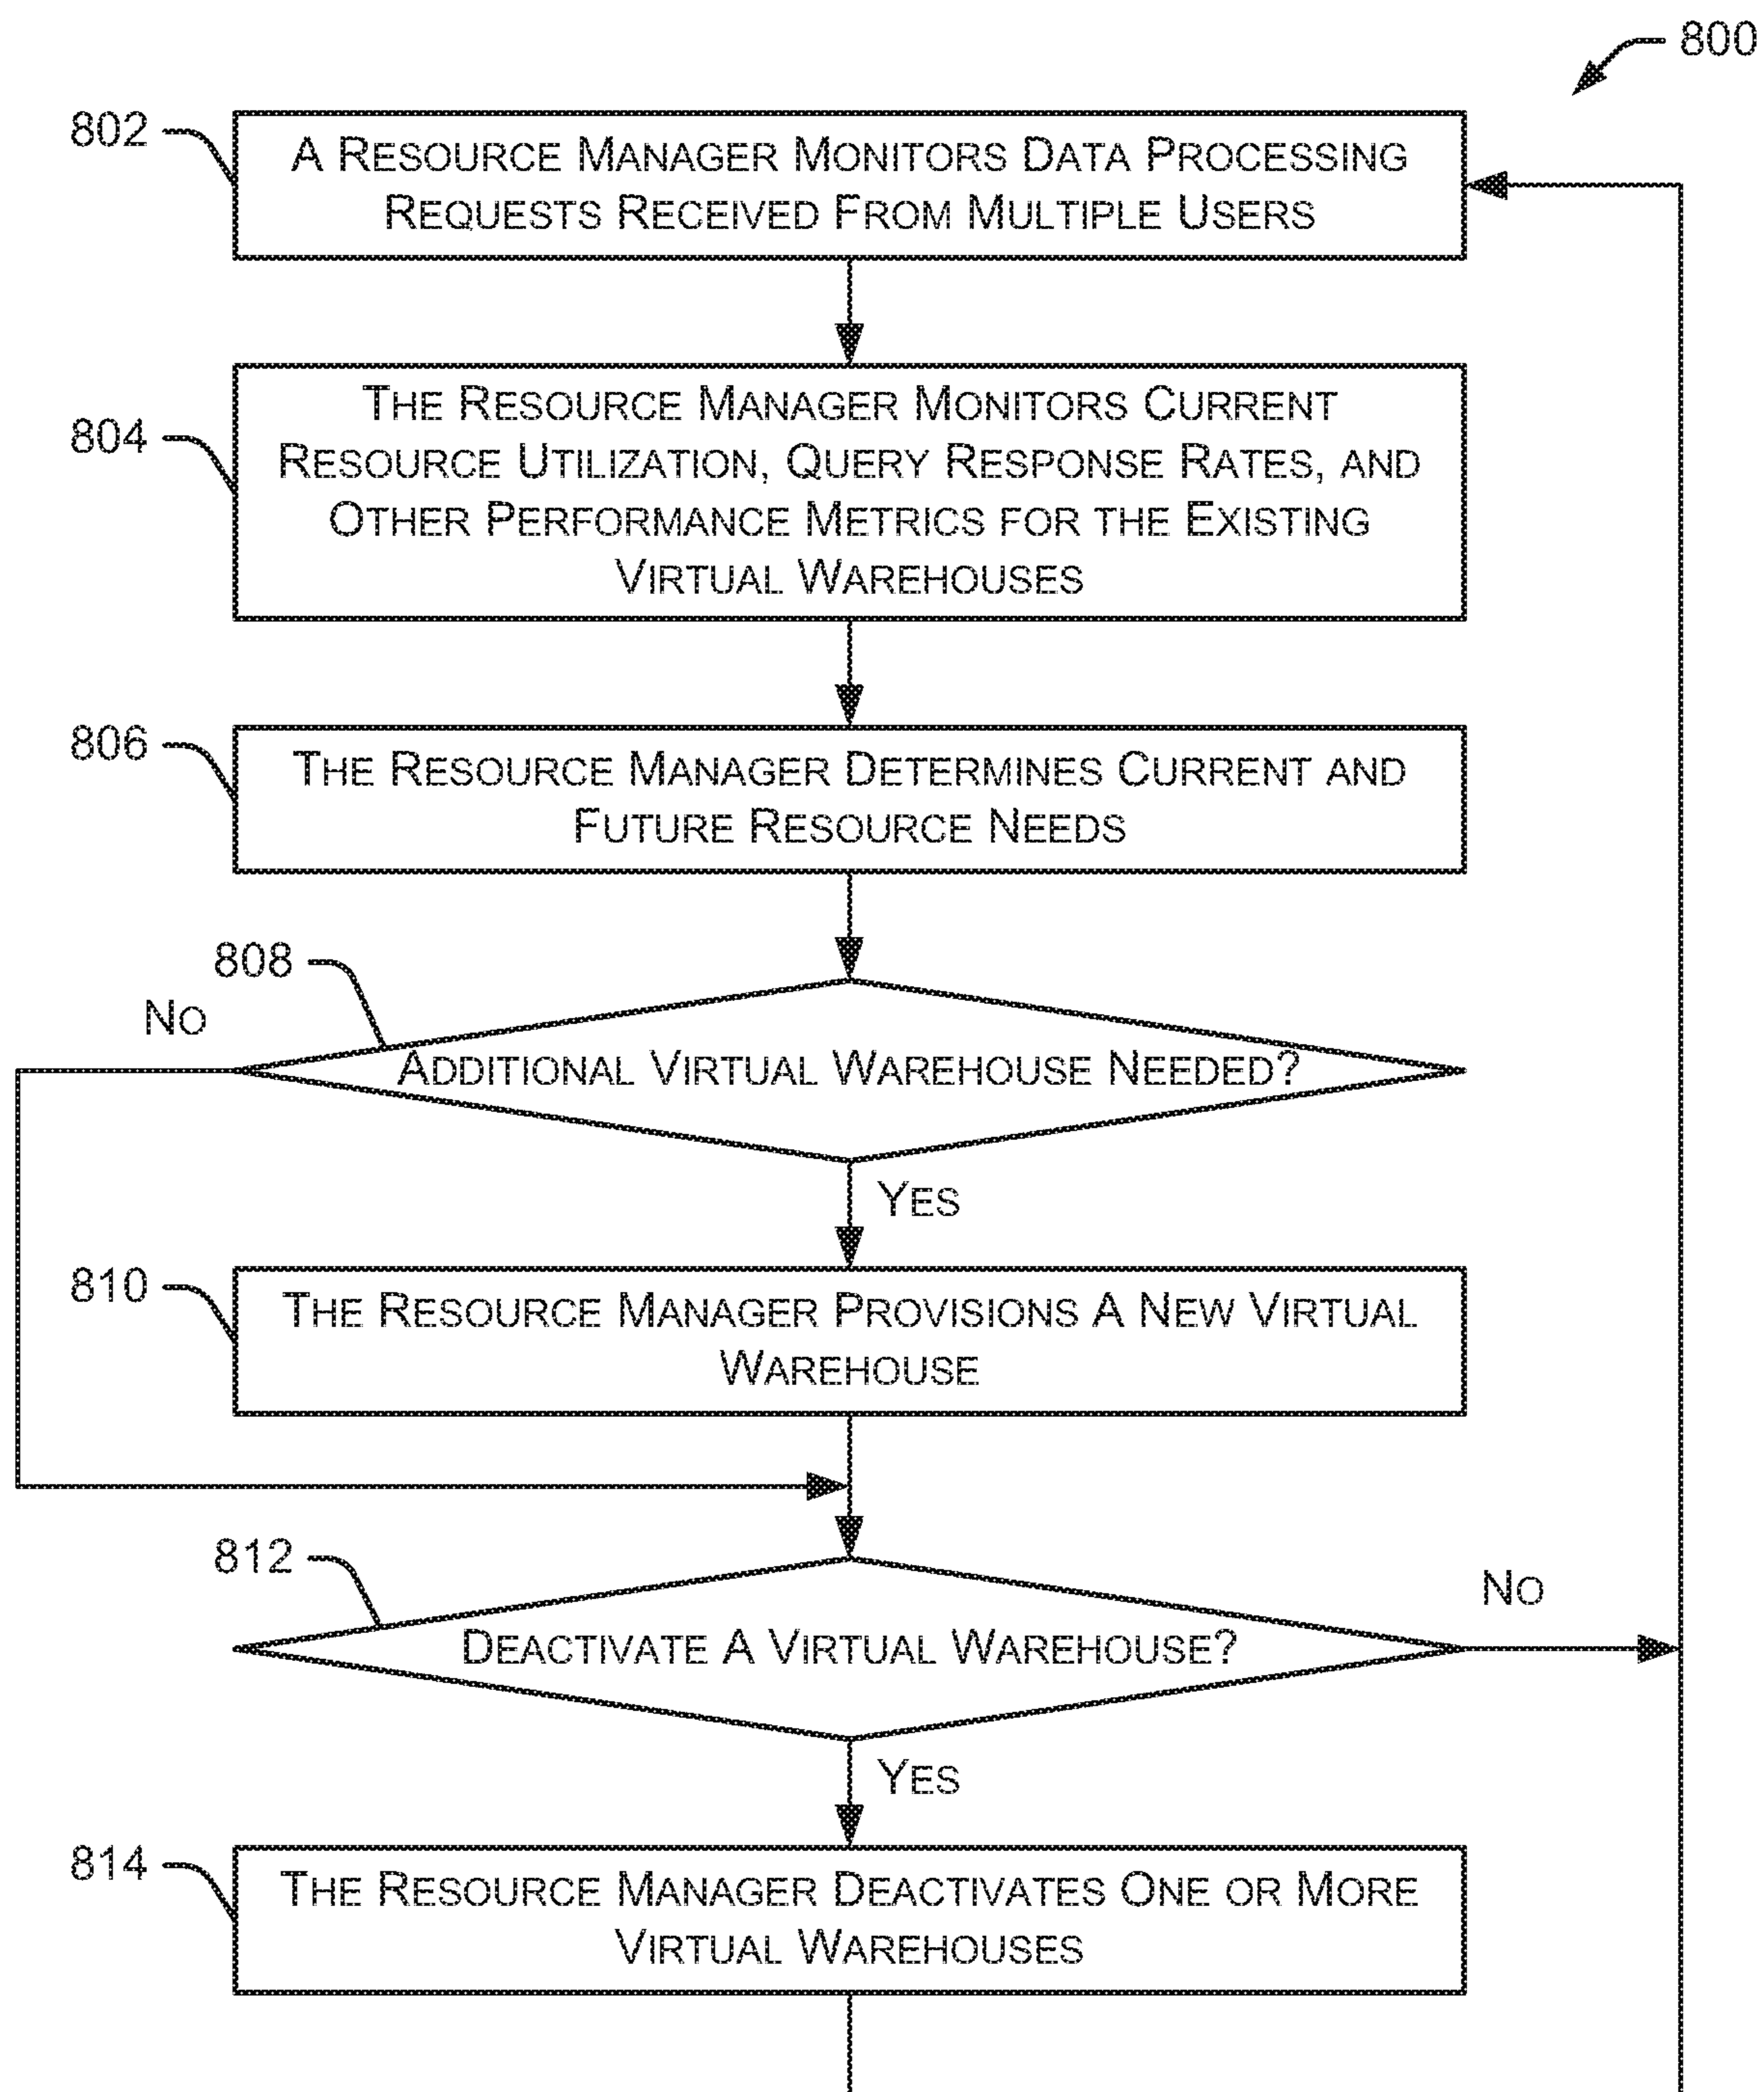 800
802
A RESOURCE MANAGER MONITORS DATA PROCESSING
REQUESTS RECEIVED FROM MULTIPLE USERS
804
THE RESOURCE MANAGER MONITORS CURRENT
RESOURCE UTILIZATION, QUERY RESPONSE RATES, AND
OTHER PERFORMANCE METRICS FOR THE EXISTING
VIRTUAL WAREHOUSES
806
THE RESOURCE MANAGER DETERMINES CURRENT AND
FUTURE RESOURCE NEEDS
808
NO
ADDITIONAL VIRTUAL WAREHOUSE NEEDED?
YES
810
THE RESOURCE MANAGER PROVISIONS A NEW VIRTUAL
WAREHOUSE
812
NO
DEACTIVATE A VIRTUAL WAREHOUSE?
YES
814
THE RESOURCE MANAGER DEACTIVATES ONE OR MORE
VIRTUAL WAREHOUSES